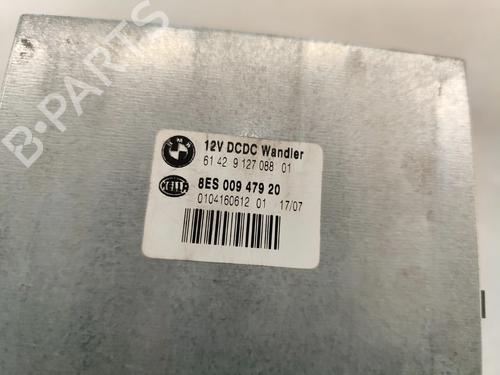 B-PARTS
BMW
12V DCDC Wandler
61 42 9 127 088 01
HELLA
8ES 009 479 20
0104160612 01 17/07